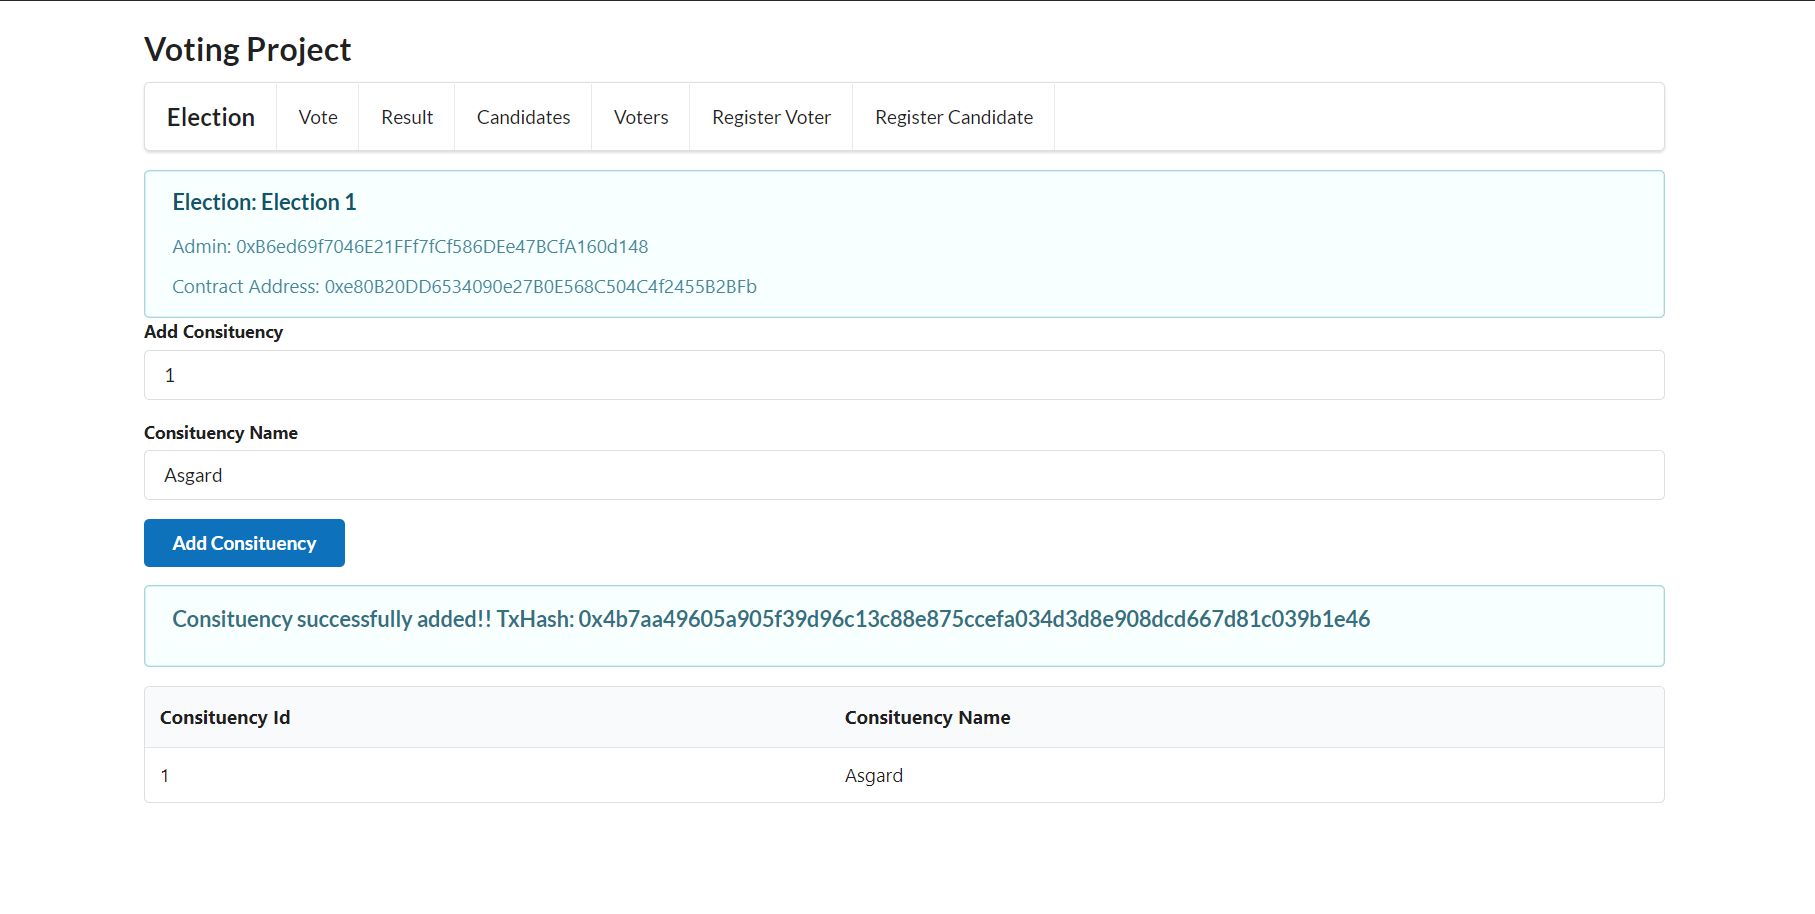 Voting Project
Election Vote Result Candidates Voters Register Voter Register Candidate
Election: Election 1
Admin: 0xB6ed69f7046E21FFf7fCf586DEe47BCfA160d148
Contract Address: 0xe80B20DD6534090e27B0E568C504C4f2455B2BFb
Add Consituency
1
Consituency Name
Asgard
Add Consituency
Consituency successfully added!! TxHash: 0x4b7aa49605a905f39d96c13c88e875ccefa034d3d8e908dcd667d81c039b1e46
Consituency Id Consituency Name
1 Asgard